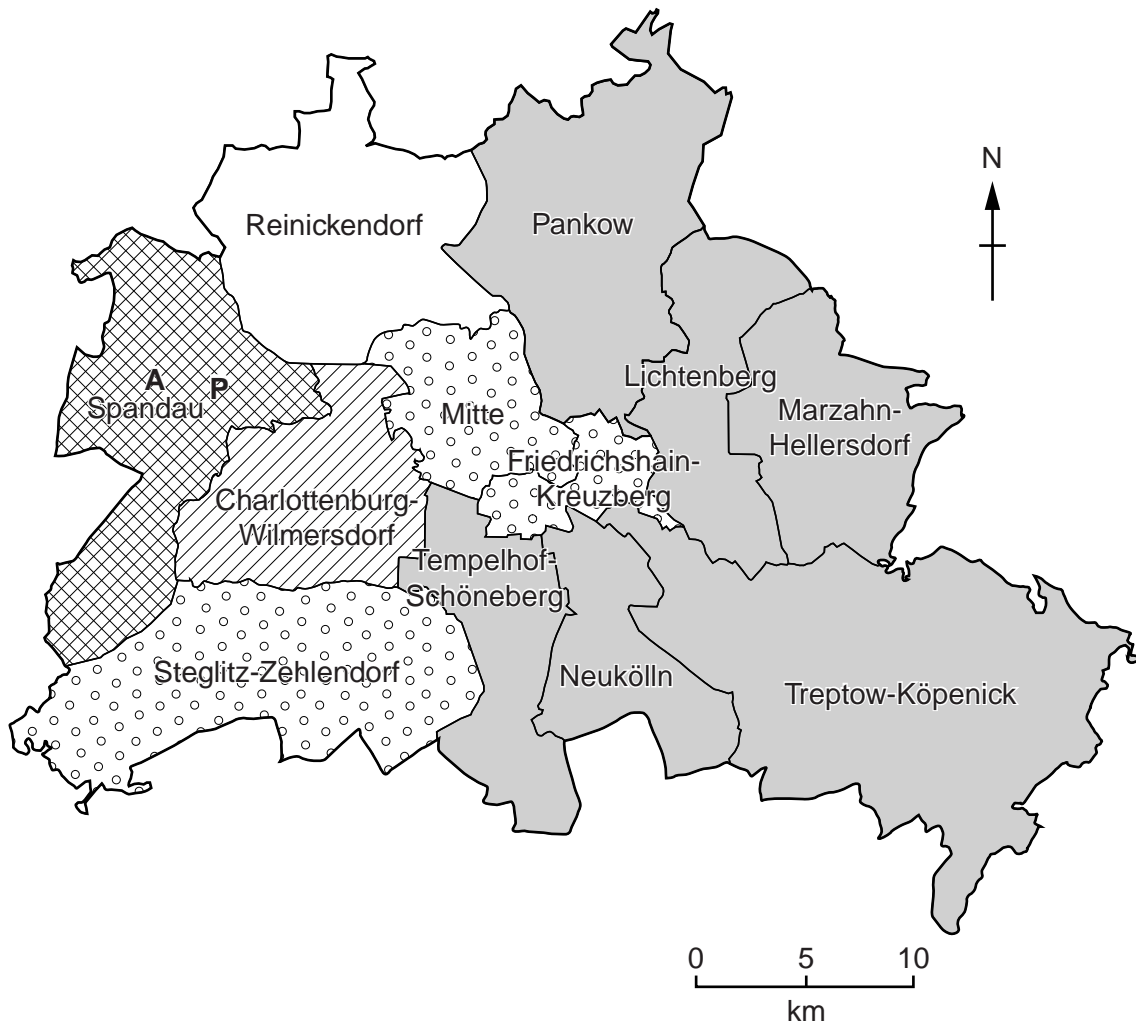 N
Reinickendorf
Pankow
A
P
Spandau
Lichtenberg
Mitte
Marzahn-
Hellersdorf
Friedrichshain-
Kreuzberg
Charlottenburg-
Wilmersdorf
Tempelhof-
Schöneberg
Steglitz-Zehlendorf
Neukölln
Treptow-Köpenick
0 5 10
km